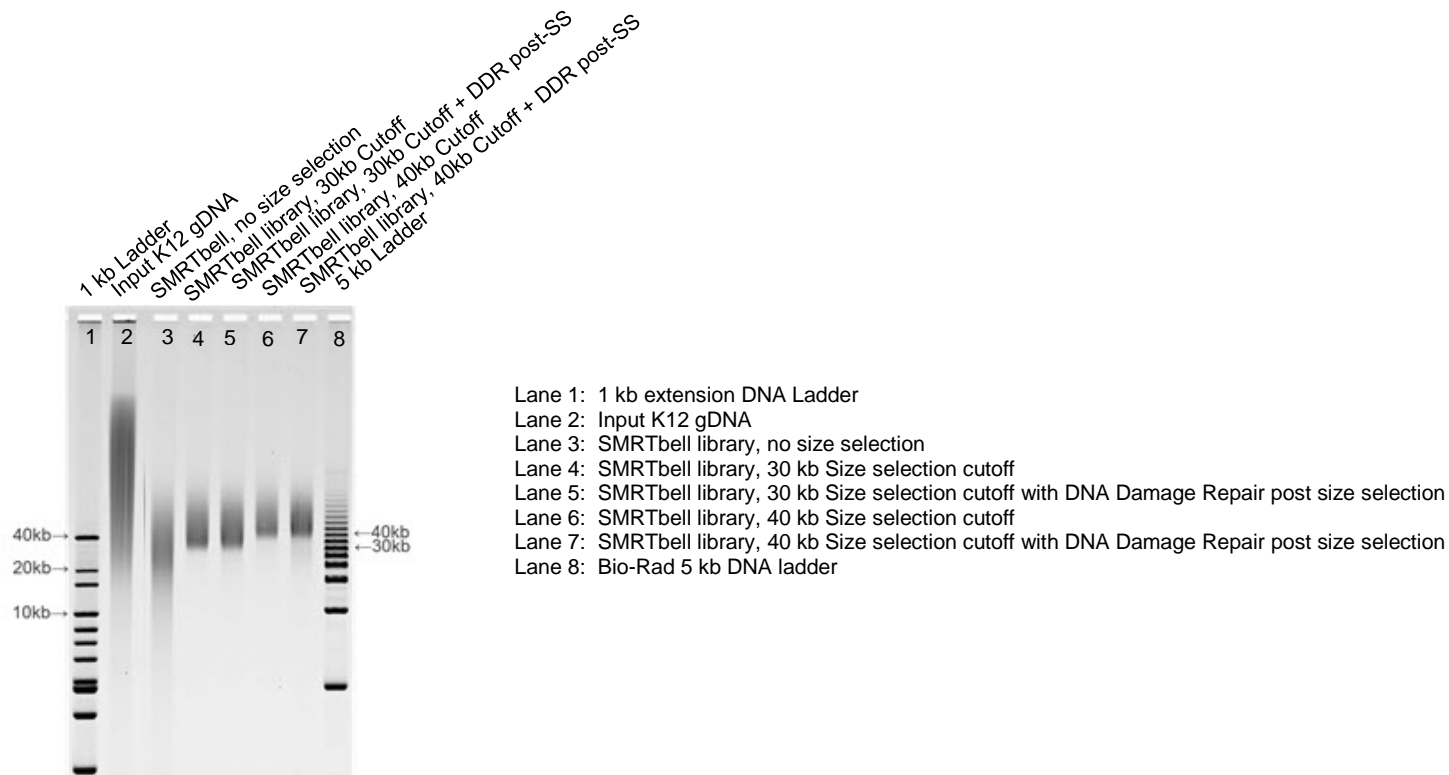 1 kb Ladder
Input K12 gDNA
SMRTbell, no size selection
SMRTbell library, 30kb Cutoff
SMRTbell library, 30kb Cutoff + DDR post-SS
SMRTbell library, 40kb Cutoff
SMRTbell library, 40kb Cutoff + DDR post-SS
5 kb Ladder
1 2 3 4 5 6 7 8
40kb→
20kb→
10kb→
←40kb
←30kb
Lane 1: 1 kb extension DNA Ladder
Lane 2: Input K12 gDNA
Lane 3: SMRTbell library, no size selection
Lane 4: SMRTbell library, 30 kb Size selection cutoff
Lane 5: SMRTbell library, 30 kb Size selection cutoff with DNA Damage Repair post size selection
Lane 6: SMRTbell library, 40 kb Size selection cutoff
Lane 7: SMRTbell library, 40 kb Size selection cutoff with DNA Damage Repair post size selection
Lane 8: Bio-Rad 5 kb DNA ladder